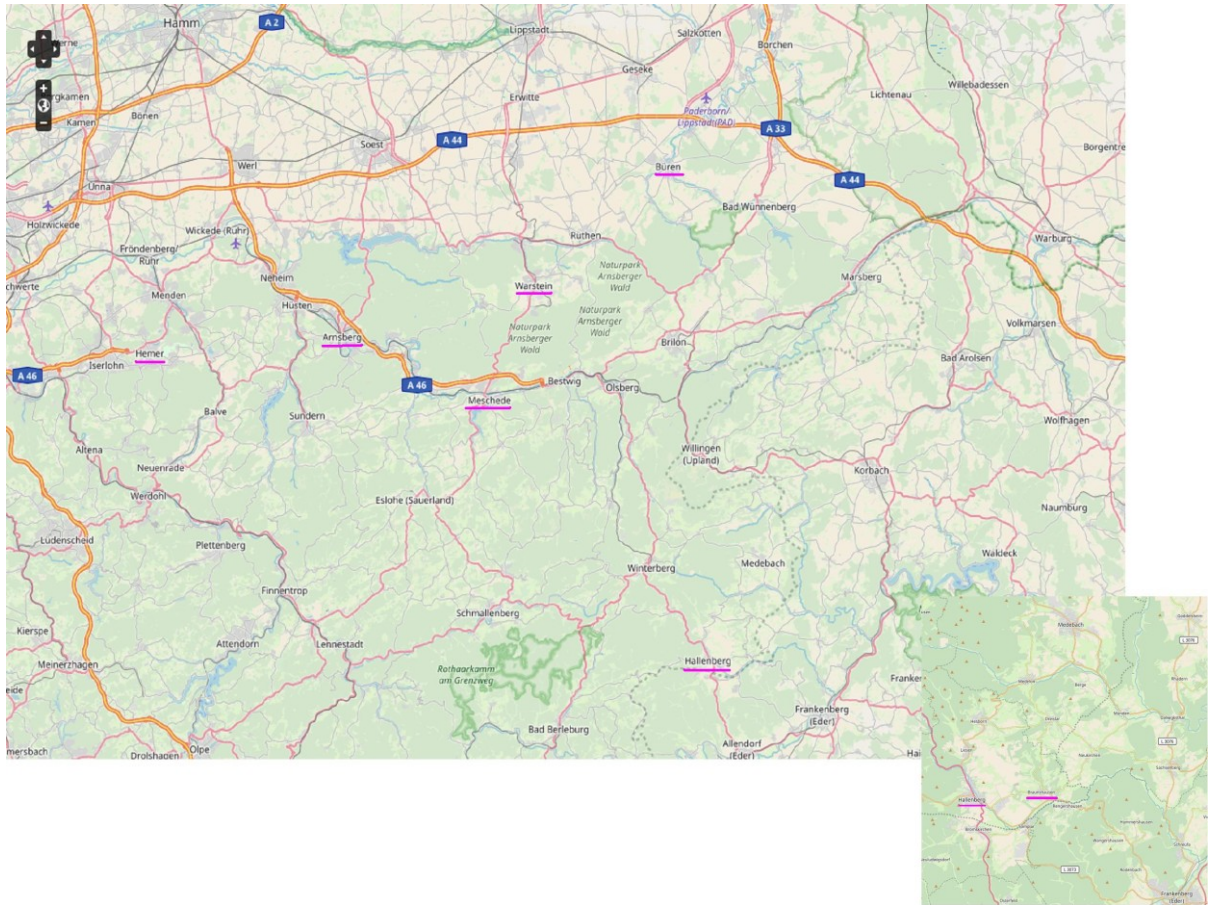 Hamm
A 2
Lippstadt
Salzkotten
Borchen
Geseke
Willebadessen
Lichtenau
Erwitte
Paderborn/
Lippstadt(PAD)
Kamen
Bönen
Soest
A 44
A 33
Borgentre
Werl
Büren
A 44
Unna
Holzwickede
Wickede (Ruhr)
Bad Wünnenberg
Fröndenberg/
Ruhr
Rüthen
Warburg
Neheim
Naturpark
Arnsberger
Wald
Marsberg
Menden
Warstein
Hüsten
Naturpark
Arnsberger
Wald
Naturpark
Arnsberger
Wald
Volkmarsen
Arnsberg
Brilon
Hemer
Iserlohn
Bad Arolsen
A 46
A 46
Bestwig
Olsberg
Meschede
Balve
Sundern
Wolfhagen
Altena
Willingen
(Upland)
Neuenrade
Korbach
Werdohl
Eslohe (Sauerland)
Naumburg
Lüdenscheid
Plettenberg
Waldeck
Winterberg
Medebach
Finnentrop
Schmallenberg
Kierspe
Attendorn
Lennestadt
Medebach
Meinerzhagen
Rothaarkamm
am Grenzweg
Hallenberg
Frankenberg
(Eder)
Bad Berleburg
Olpe
Drolshagen
Allendorf
(Eder)
Hallenberg
Frankenberg
(Eder)